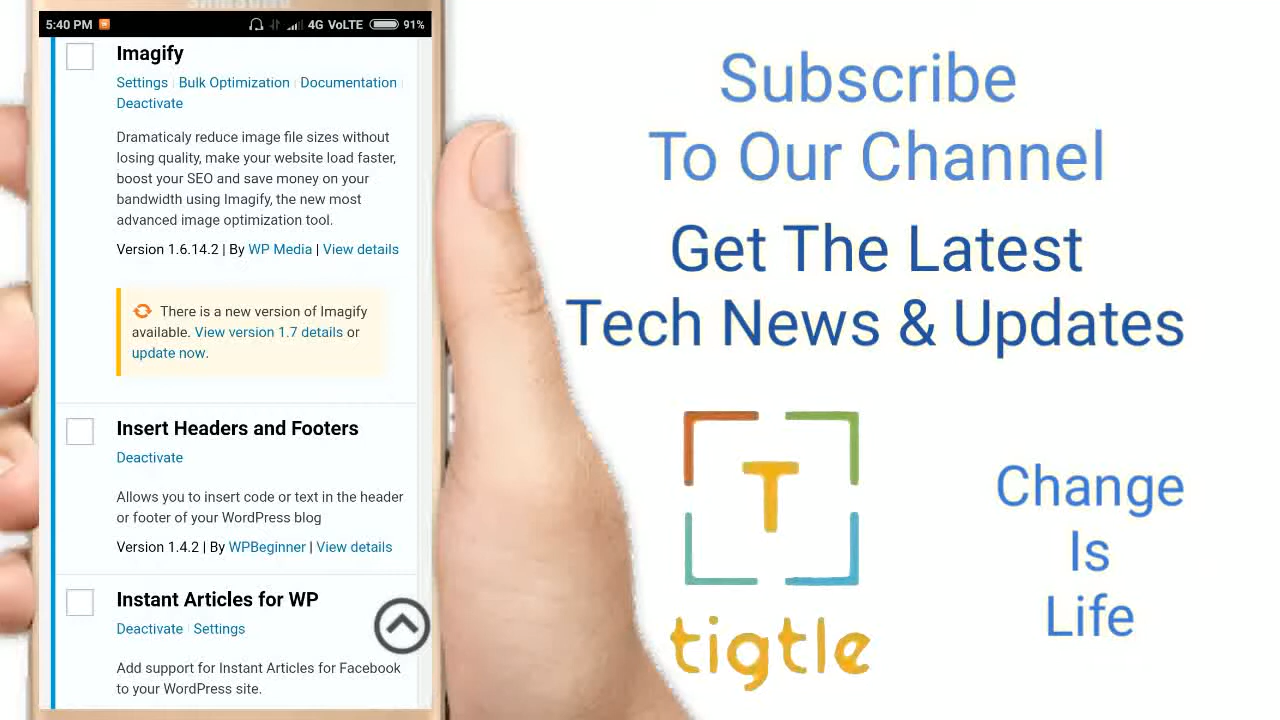 SAMSUNG
5:40 PM 4G VoLTE 91%
Imagify
Settings | Bulk Optimization | Documentation |
Deactivate
Dramaticaly reduce image file sizes without
losing quality, make your website load faster,
boost your SEO and save money on your
bandwidth using Imagify, the new most
advanced image optimization tool.
Version 1.6.14.2 | By WP Media | View details
There is a new version of Imagify
available. View version 1.7 details or
update now.
Insert Headers and Footers
Deactivate
Allows you to insert code or text in the header
or footer of your WordPress blog
Version 1.4.2 | By WPBeginner | View details
Instant Articles for WP
Deactivate | Settings
Add support for Instant Articles for Facebook
to your WordPress site.
Subscribe
To Our Channel
Get The Latest
Tech News & Updates
T
tigtle
Change
Is
Life